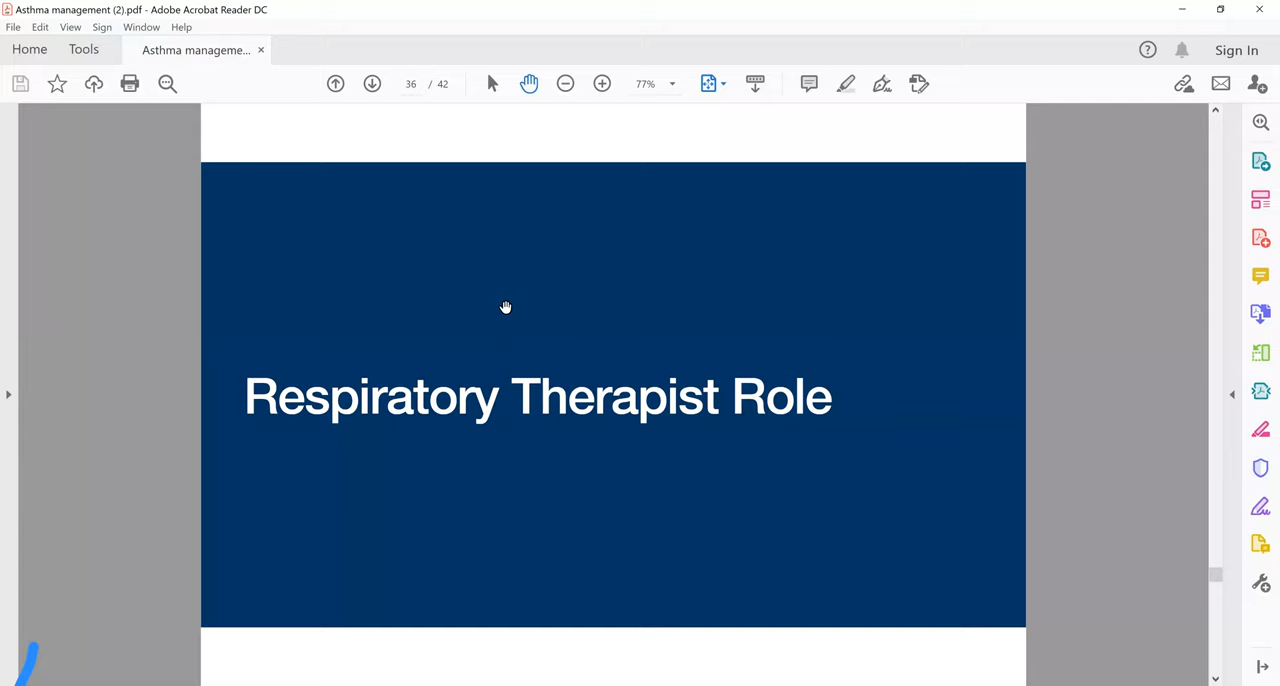 Asthma management (2).pdf - Adobe Acrobat Reader DC
File Edit View Sign Window Help
Home Tools Asthma manageme... ×
Sign In
36 / 42 77%
Respiratory Therapist Role